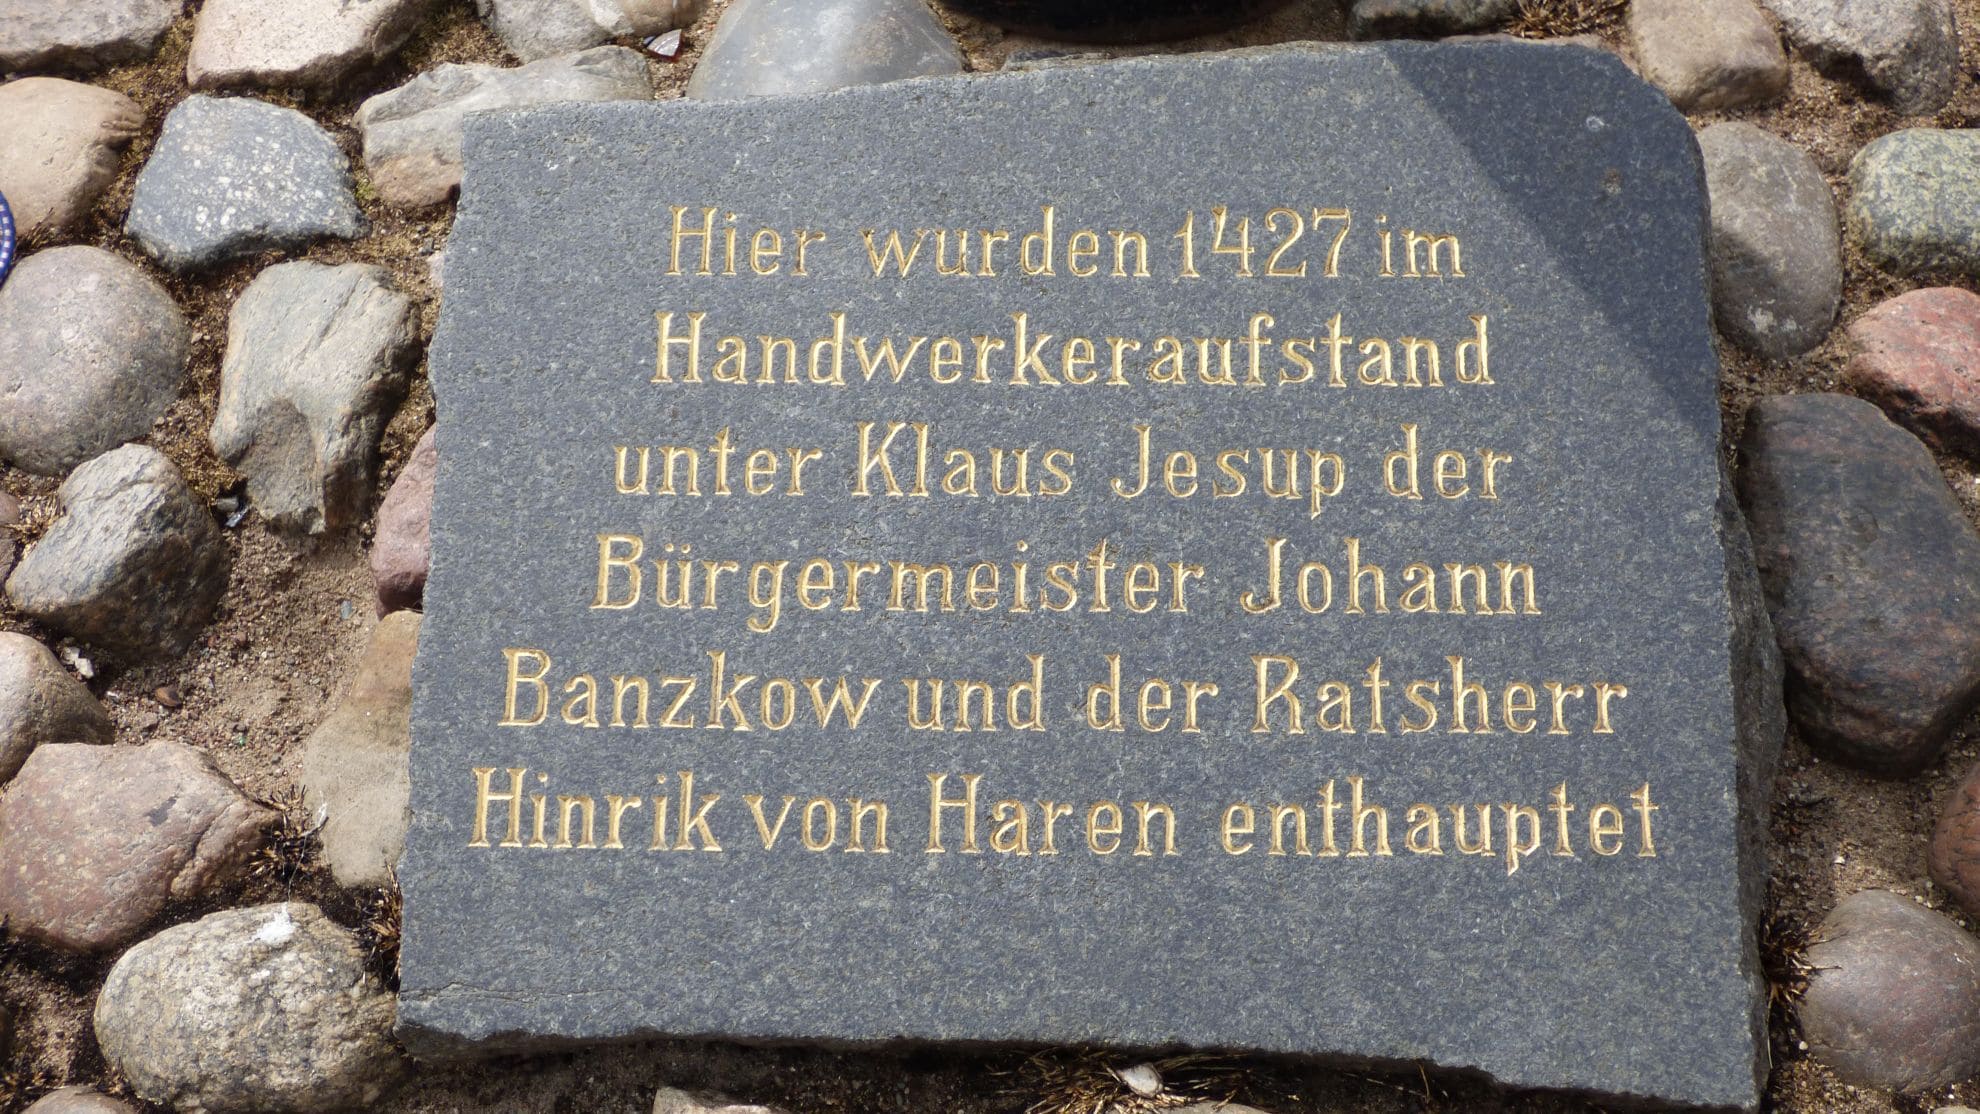 Hier wurden 1427 im
Handwerkeraufstand
unter Klaus Jesup der
Bürgermeister Johann
Banzkow und der Ratsherr
Hinrik von Haren enthauptet